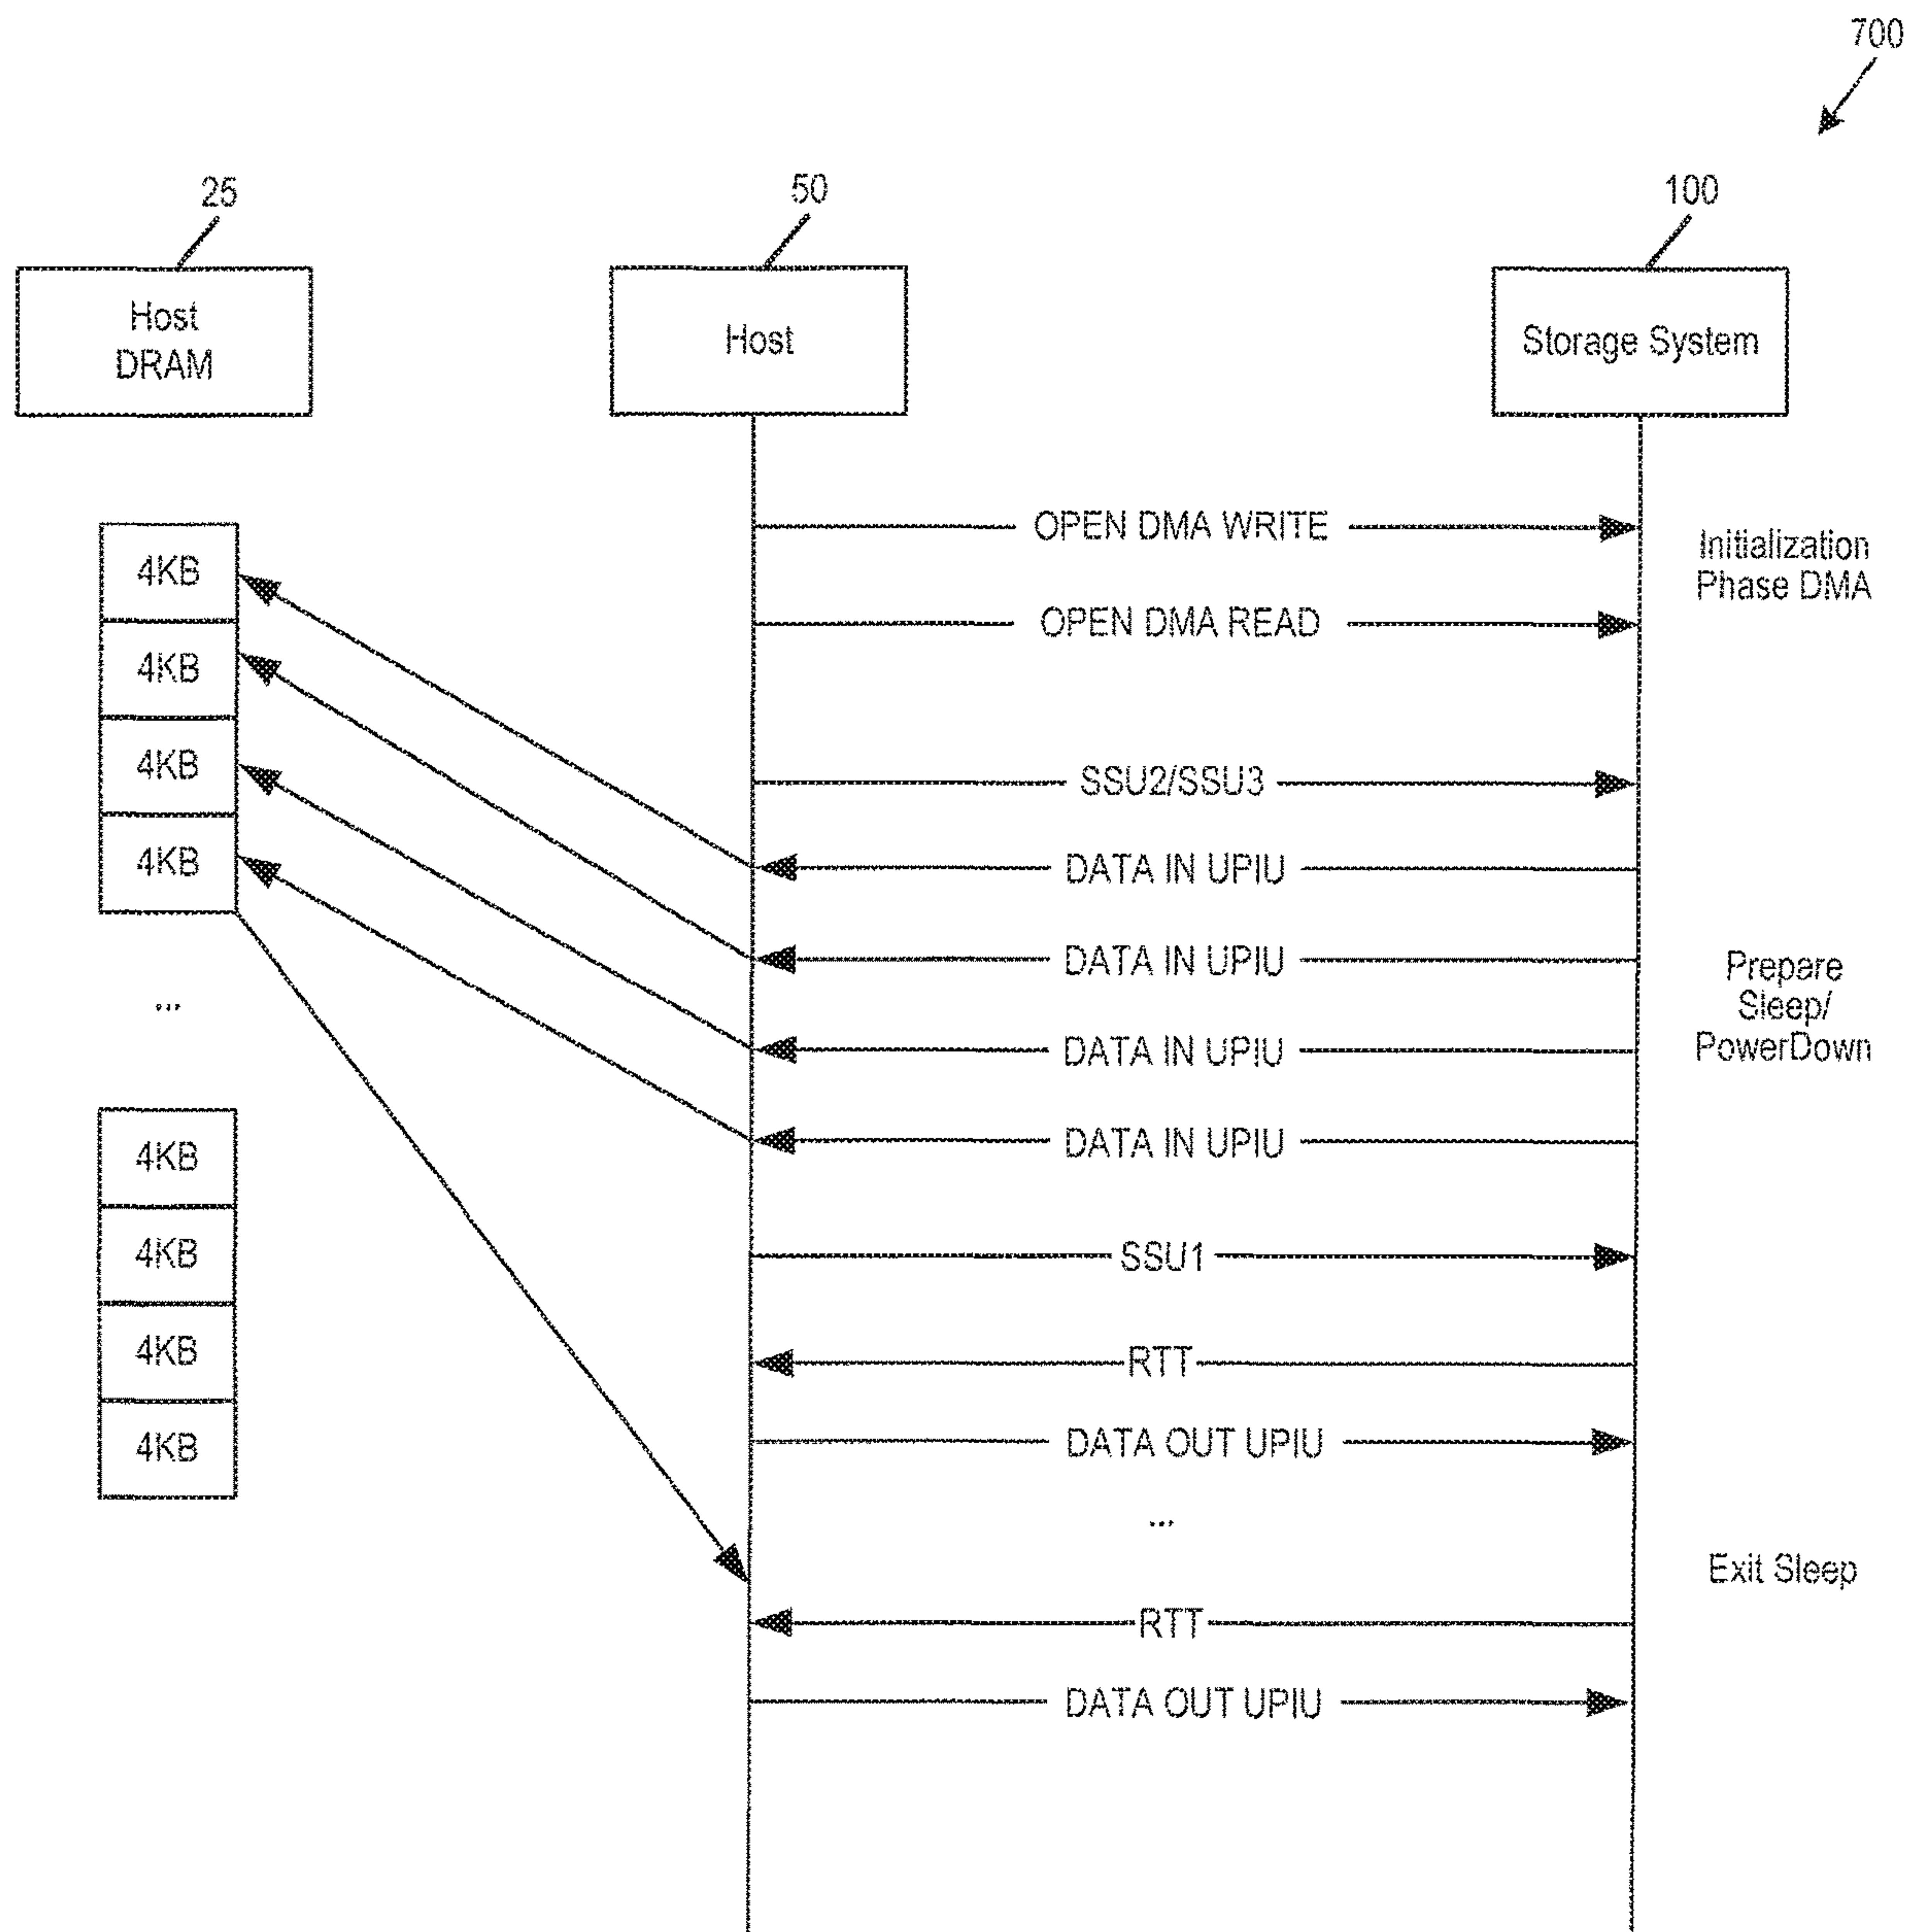 700
25
50
100
Host
DRAM
Host
Storage System
OPEN DMA WRITE
Initialization
Phase DMA
4KB
OPEN DMA READ
4KB
4KB
SSU2/SSU3
4KB
DATA IN UPIU
DATA IN UPIU
Prepare
Sleep/
PowerDown
...
DATA IN UPIU
DATA IN UPIU
4KB
4KB
SSU1
4KB
RTT
4KB
DATA OUT UPIU
...
Exit Sleep
RTT
DATA OUT UPIU